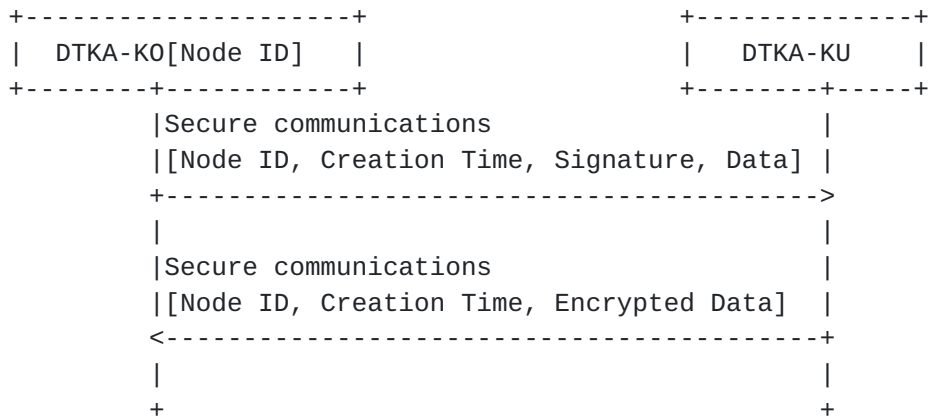 +---------------------+                   +--------------+
|  DTKA-KO[Node ID]   |                   |   DTKA-KU    |
+--------+------------+                   +--------+-----+
         |Secure communications                    |
         |[Node ID, Creation Time, Signature, Data] |
         +----------------------------------------->
         |                                         |
         |Secure communications                    |
         |[Node ID, Creation Time, Encrypted Data]  |
         <-----------------------------------------+
         |                                         |
         +                                         +